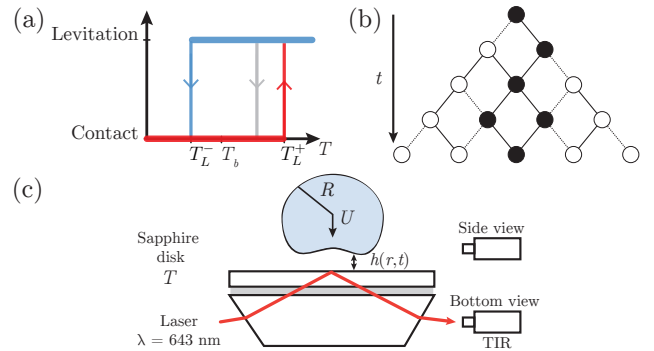 (a)
Levitation
Contact
T_L^-
T_b
T_L^+
T
(b)
t
(c)
R
U
h(r,t)
Sapphire
disk
T
Laser
λ = 643 nm
Side view
Bottom view
TIR